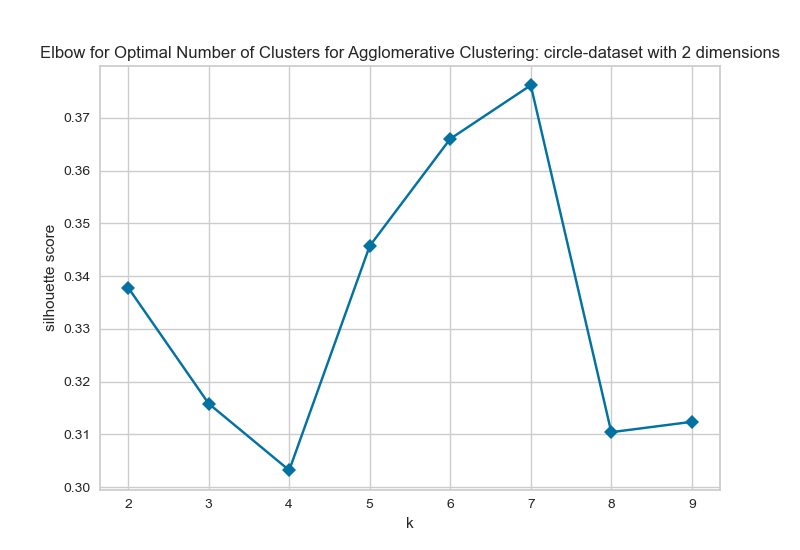 Elbow for Optimal Number of Clusters for Agglomerative Clustering: circle-dataset with 2 dimensions
silhouette score
0.37
0.36
0.35
0.34
0.33
0.32
0.31
0.30
2 3 4 5 6 7 8 9
k